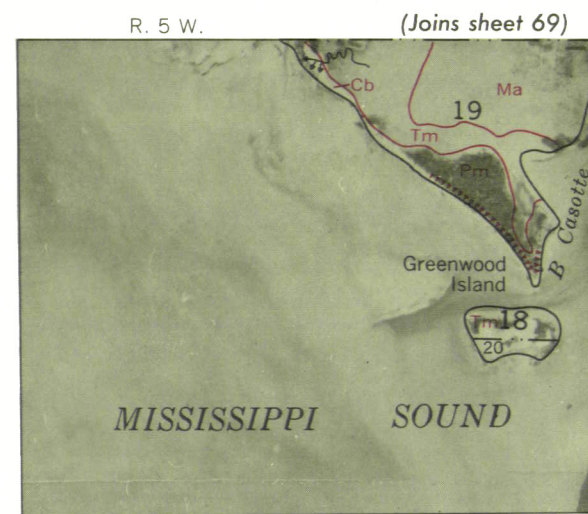 R. 5 W.
(Joins sheet 69)
Cb
Ma
19
Tm
Pm
B Casotte
Greenwood
Island
Tm
18
20
MISSISSIPPI SOUND